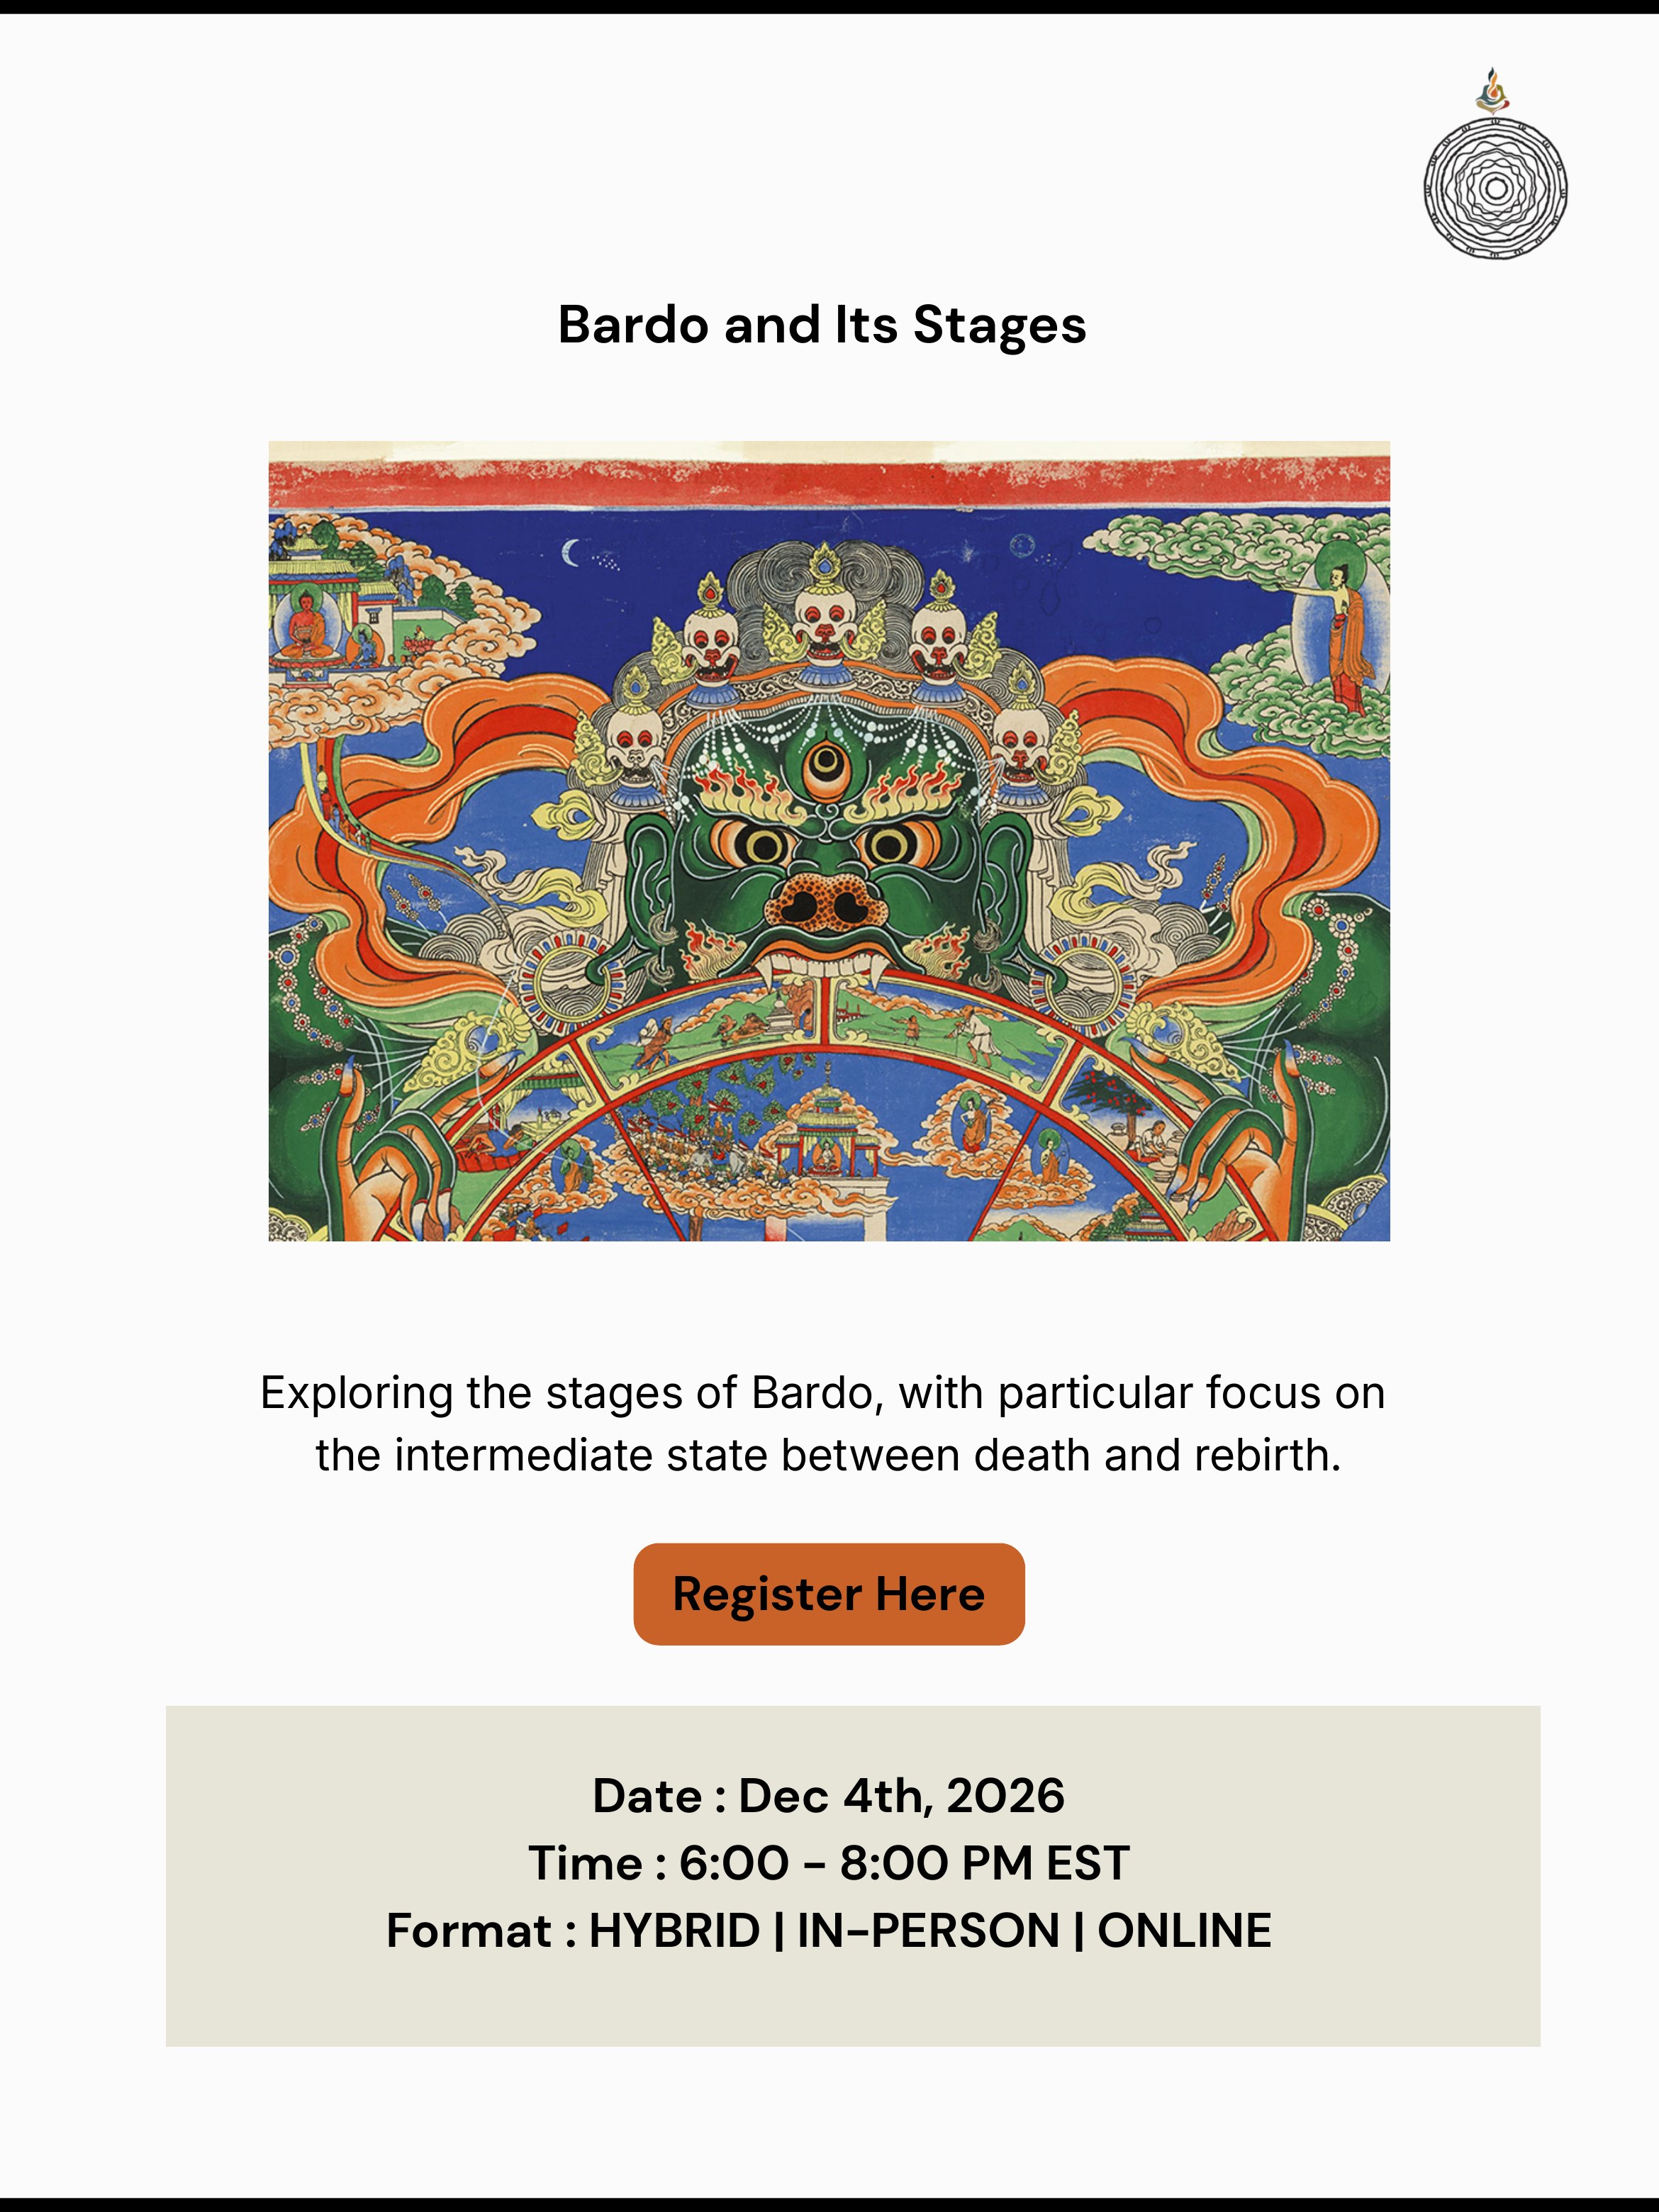 Bardo and Its Stages
Exploring the stages of Bardo, with particular focus on
the intermediate state between death and rebirth.
Register Here
Date : Dec 4th, 2026
Time : 6:00 - 8:00 PM EST
Format : HYBRID | IN-PERSON | ONLINE